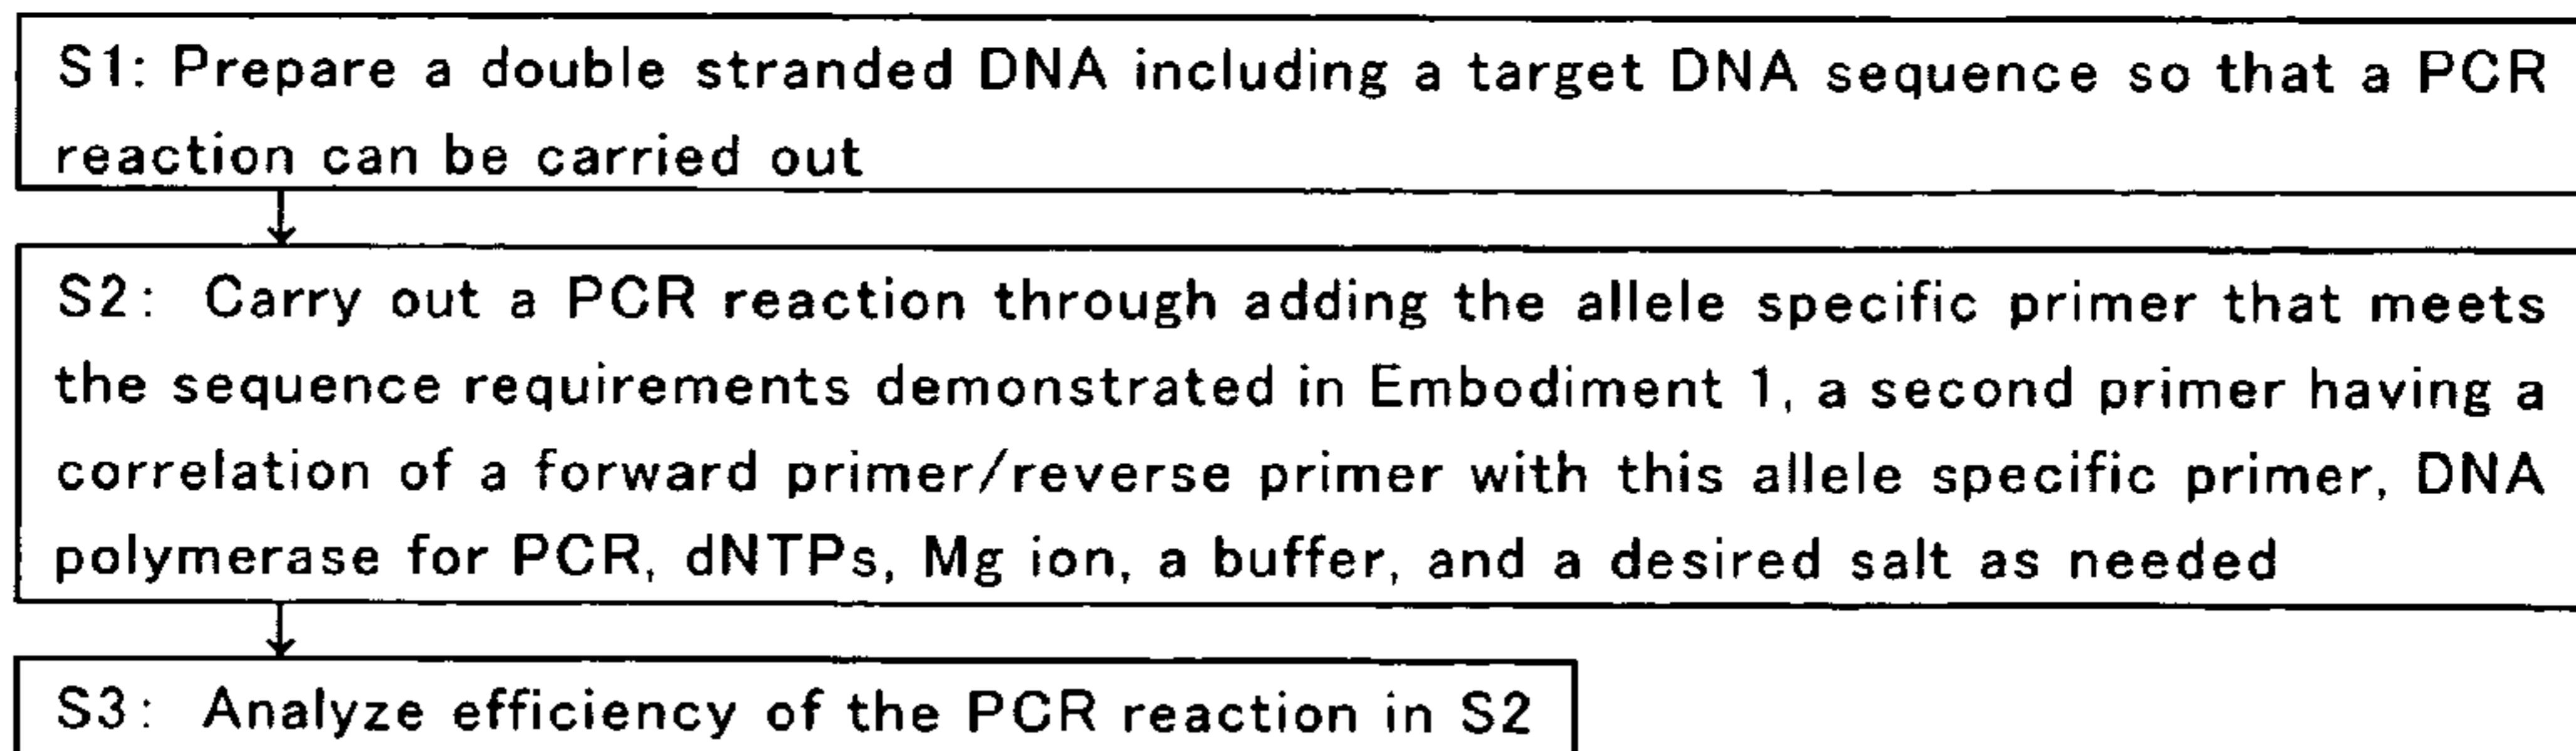 S1: Prepare a double stranded DNA including a target DNA sequence so that a PCR
reaction can be carried out
S2: Carry out a PCR reaction through adding the allele specific primer that meets
the sequence requirements demonstrated in Embodiment 1, a second primer having a
correlation of a forward primer/reverse primer with this allele specific primer, DNA
polymerase for PCR, dNTPs, Mg ion, a buffer, and a desired salt as needed
S3: Analyze efficiency of the PCR reaction in S2